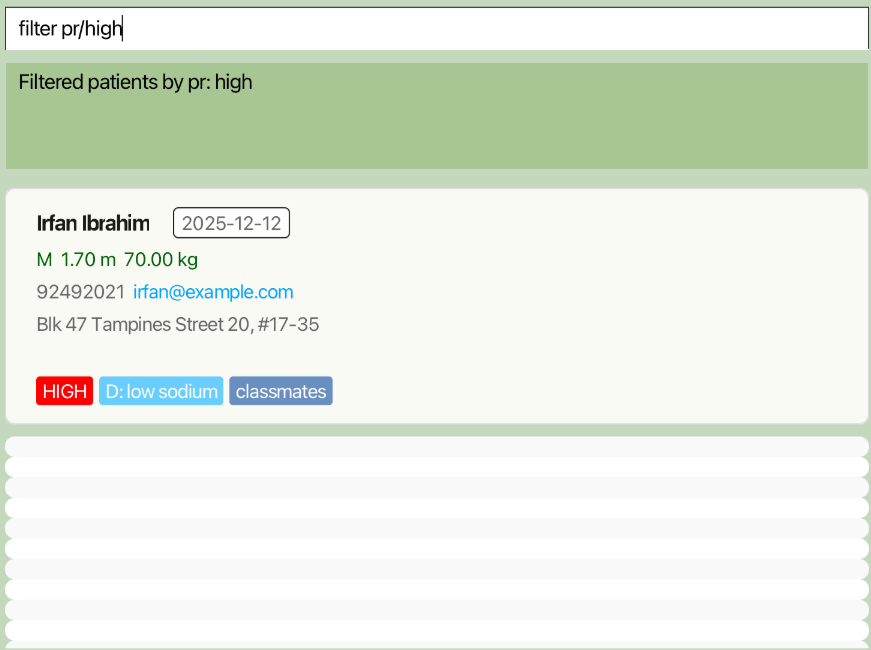 filter pr/high
Filtered patients by pr: high
Irfan Ibrahim 2025-12-12
M 1.70 m 70.00 kg
92492021 irfan@example.com
Blk 47 Tampines Street 20, #17-35
HIGH D: low sodium classmates